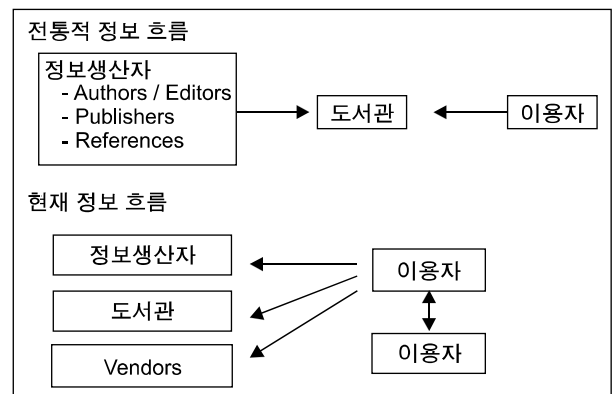 전통적 정보 흐름
정보생산자
- Authors / Editors
- Publishers
- References
도서관
이용자
현재 정보 흐름
정보생산자
이용자
도서관
Vendors
이용자